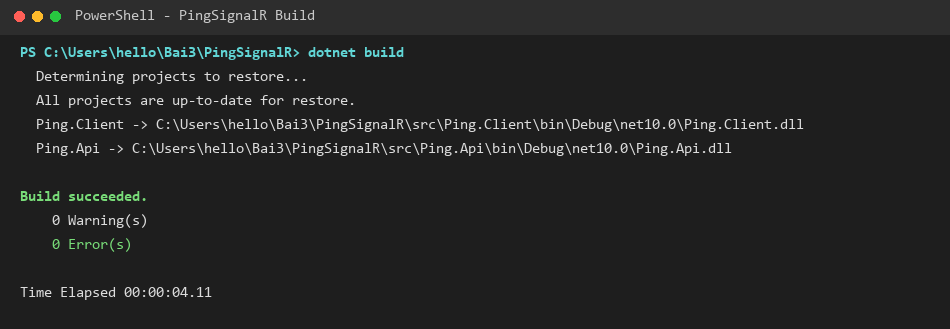 PowerShell - PingSignalR Build
PS C:\Users\hello\Bai3\PingSignalR> dotnet build
Determining projects to restore...
All projects are up-to-date for restore.
Ping.Client -> C:\Users\hello\Bai3\PingSignalR\src\Ping.Client\bin\Debug\net10.0\Ping.Client.dll
Ping.Api -> C:\Users\hello\Bai3\PingSignalR\src\Ping.Api\bin\Debug\net10.0\Ping.Api.dll
Build succeeded.
0 Warning(s)
0 Error(s)
Time Elapsed 00:00:04.11